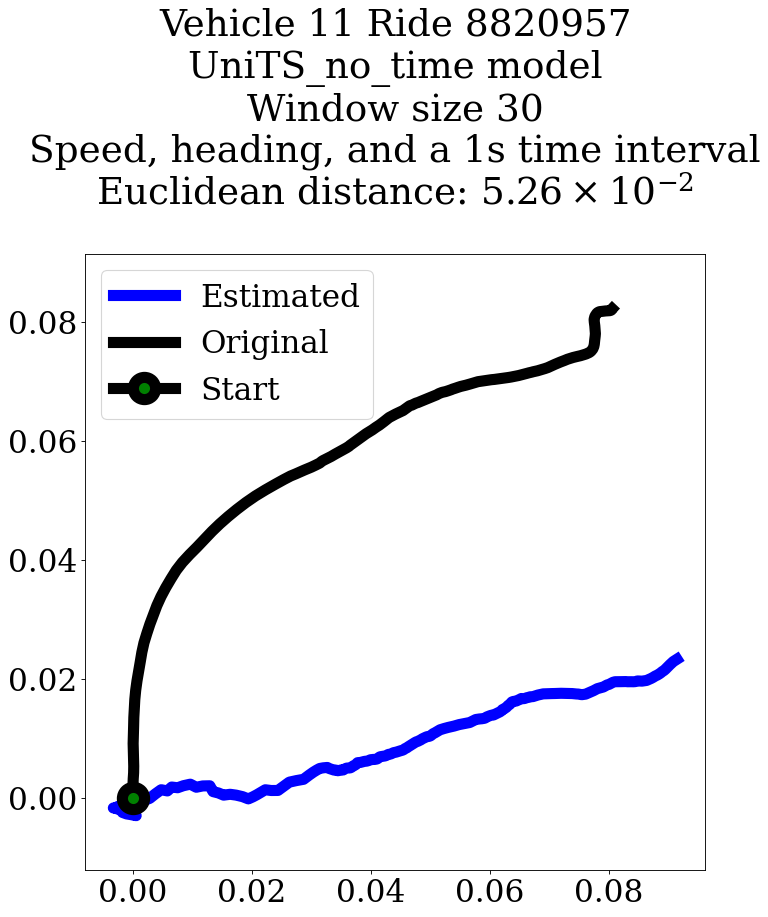 Vehicle 11 Ride 8820957
UniTS_no_time model
Window size 30
Speed, heading, and a 1s time interval
Euclidean distance: 5.26 × 10⁻²
Estimated
Original
Start
0.08
0.06
0.04
0.02
0.00
0.00 0.02 0.04 0.06 0.08